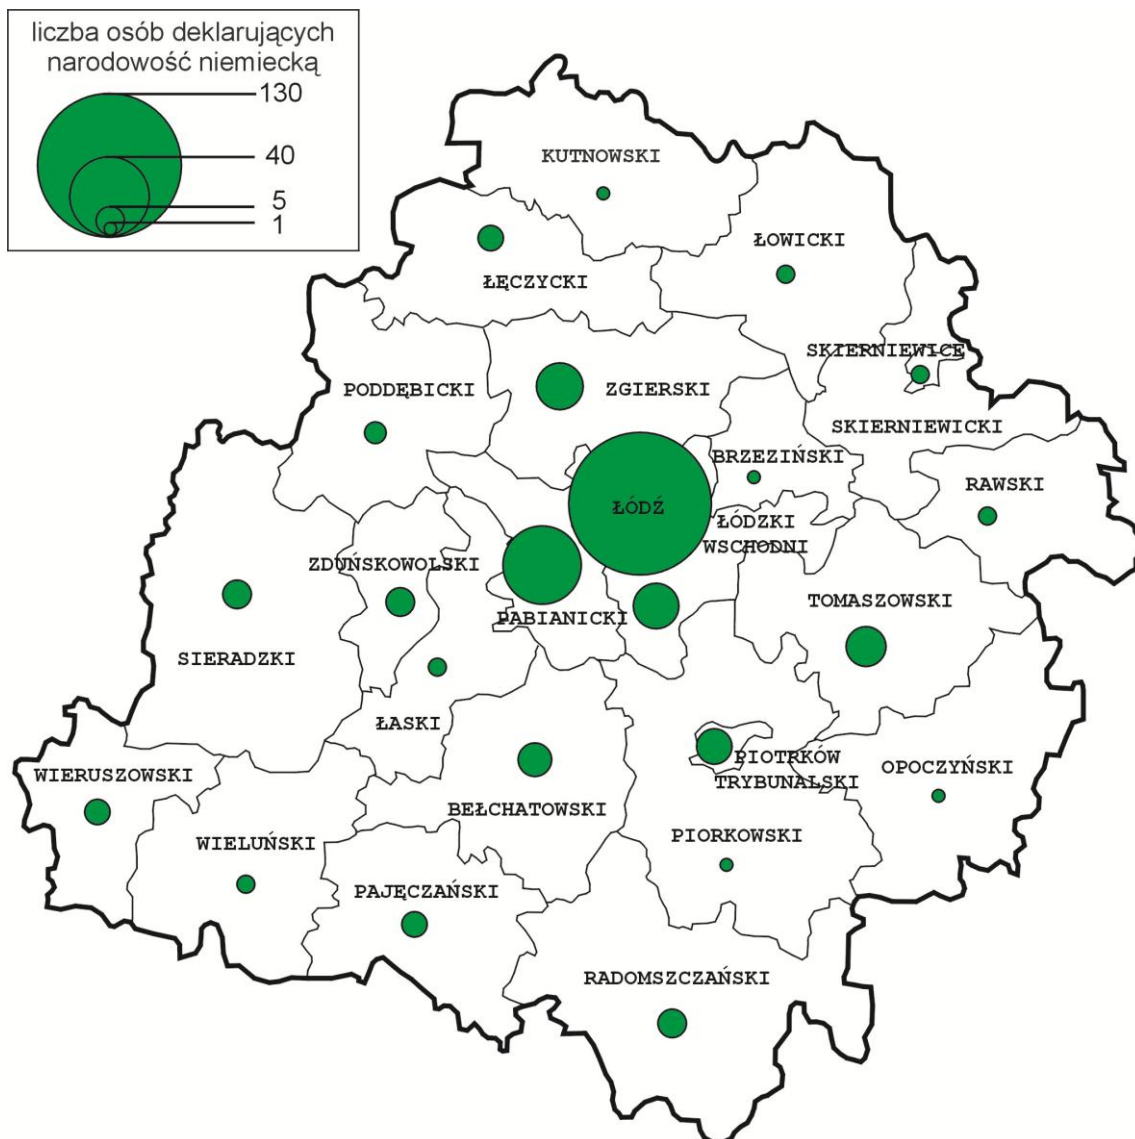 liczba osób deklarujących
narodowość niemiecką
130
40
5
1
KUTNOWSKI
ŁOWICKI
ŁĘCZYCKI
SKIERNIEWICE
PODDĘBICKI
ZGIERSKI
SKIERNIEWICKI
BRZEZIŃSKI
RAWSKI
ŁÓDŹ
ŁÓDZKI
WSCHODNI
ZDUŃSKOWOLSKI
TOMASZOWSKI
PABIANICKI
SIERADZKI
ŁASKI
PIOTRKÓW
TRYBUNALSKI
OPOCZYŃSKI
WIERUSZOWSKI
BEŁCHATOWSKI
PIORKOWSKI
WIELUŃSKI
PAJĘCZAŃSKI
RADOMSZCZAŃSKI